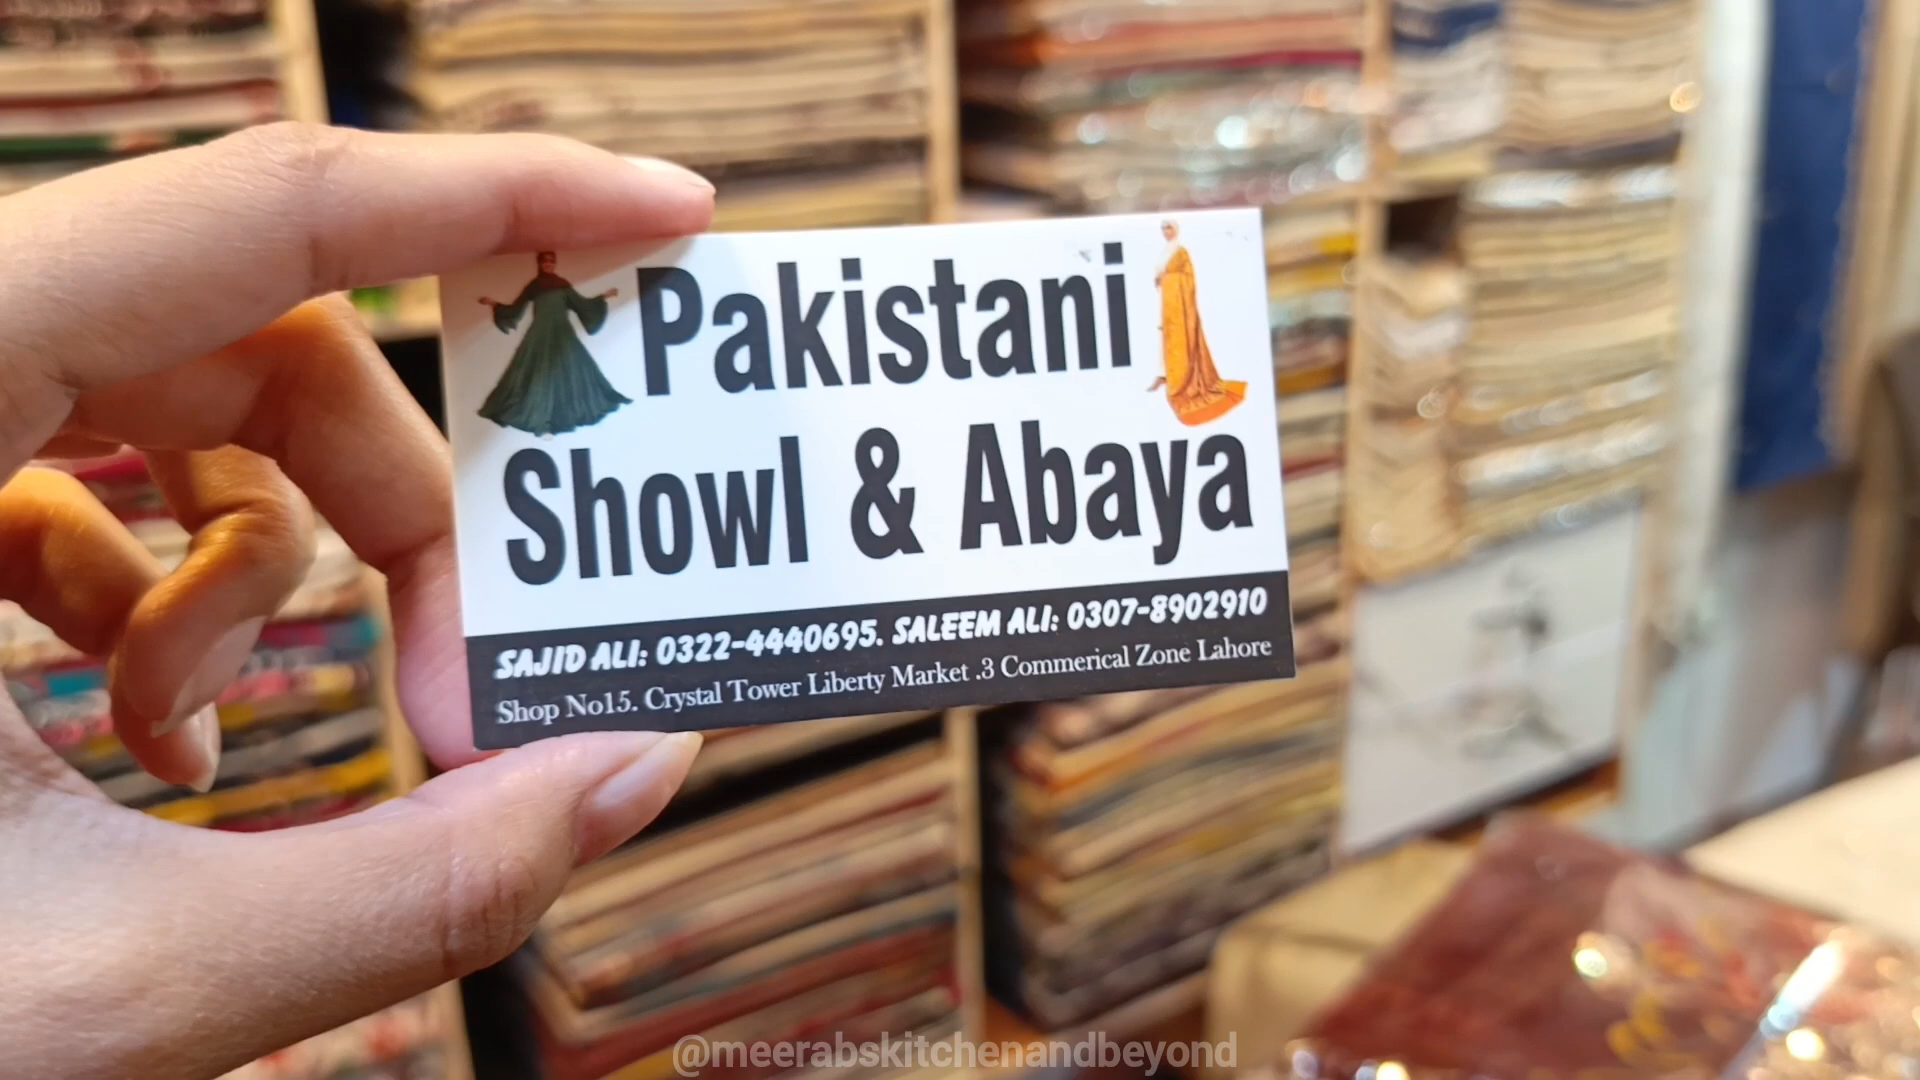 Pakistani
Showl & Abaya
SAJID ALI: 0322-4440695. SALEEM ALI: 0307-8902910
Shop No15. Crystal Tower Liberty Market .3 Commerical Zone Lahore
@meerabskitchenandbeyond